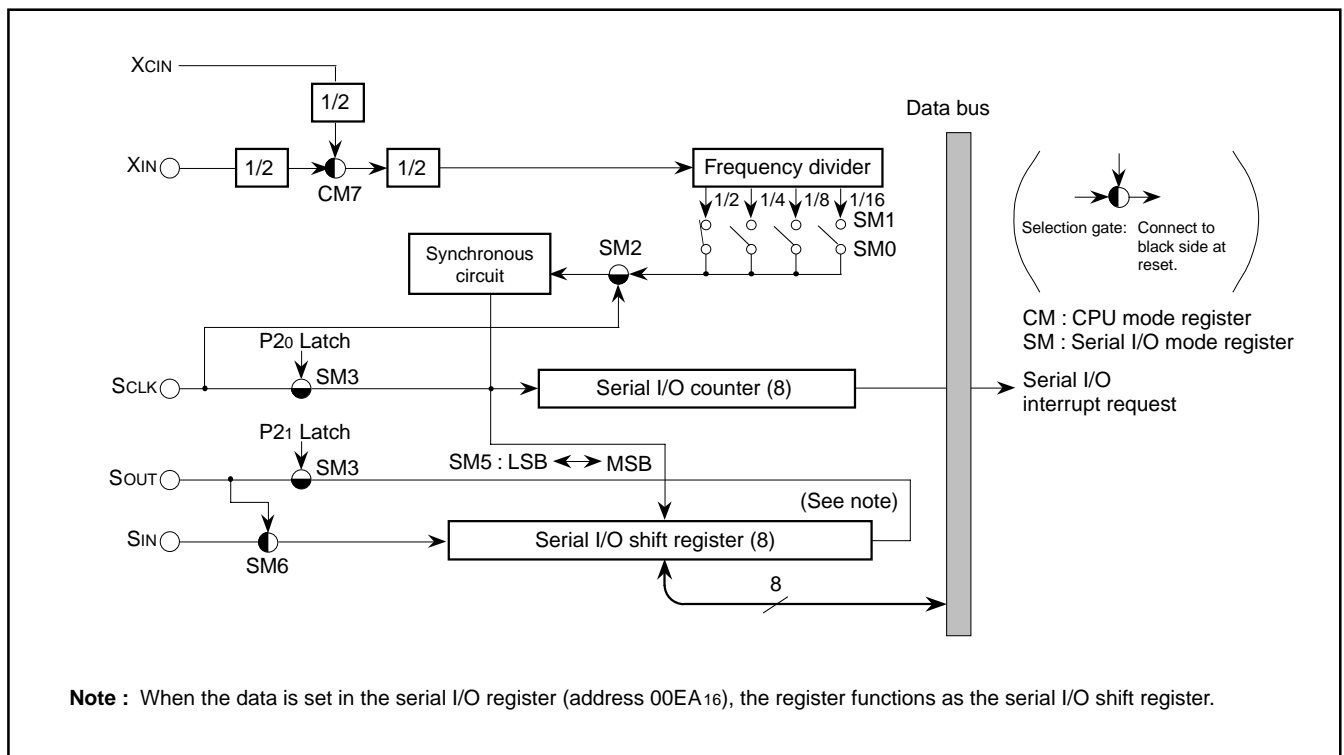 XCIN
1/2
Data bus
XIN
1/2
1/2
Frequency divider
CM7
1/2
1/4
1/8
1/16
SM1
SM0
Selection gate: Connect to
black side at
reset.
SM2
Synchronous
circuit
CM : CPU mode register
SM : Serial I/O mode register
P20 Latch
SM3
SCLK
Serial I/O counter (8)
Serial I/O
interrupt request
P21 Latch
SM3
SM5 : LSB ↔ MSB
SOUT
(See note)
SIN
Serial I/O shift register (8)
SM6
8
Note : When the data is set in the serial I/O register (address 00EA16), the register functions as the serial I/O shift register.